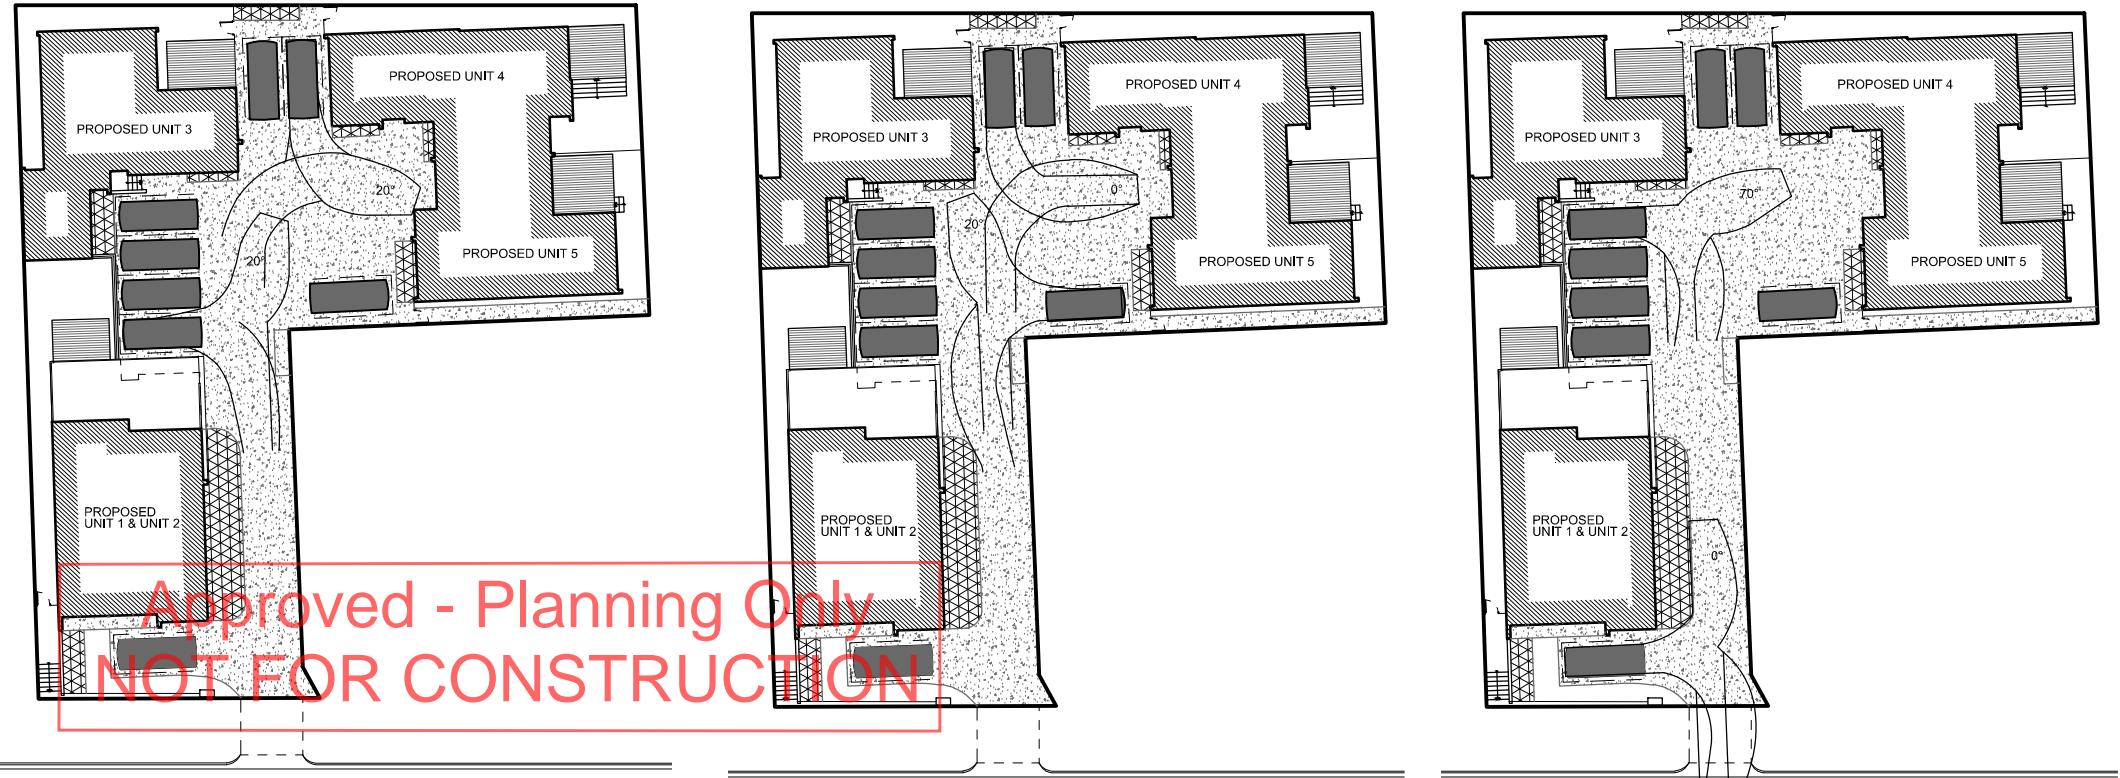 PROPOSED UNIT 4
PROPOSED UNIT 3
20°
20°
PROPOSED UNIT 5
PROPOSED
UNIT 1 & UNIT 2
PROPOSED UNIT 4
PROPOSED UNIT 3
0°
20°
PROPOSED UNIT 5
PROPOSED
UNIT 1 & UNIT 2
PROPOSED UNIT 4
PROPOSED UNIT 3
70°
PROPOSED UNIT 5
PROPOSED
UNIT 1 & UNIT 2
0°
Approved - Planning Only
NOT FOR CONSTRUCTION